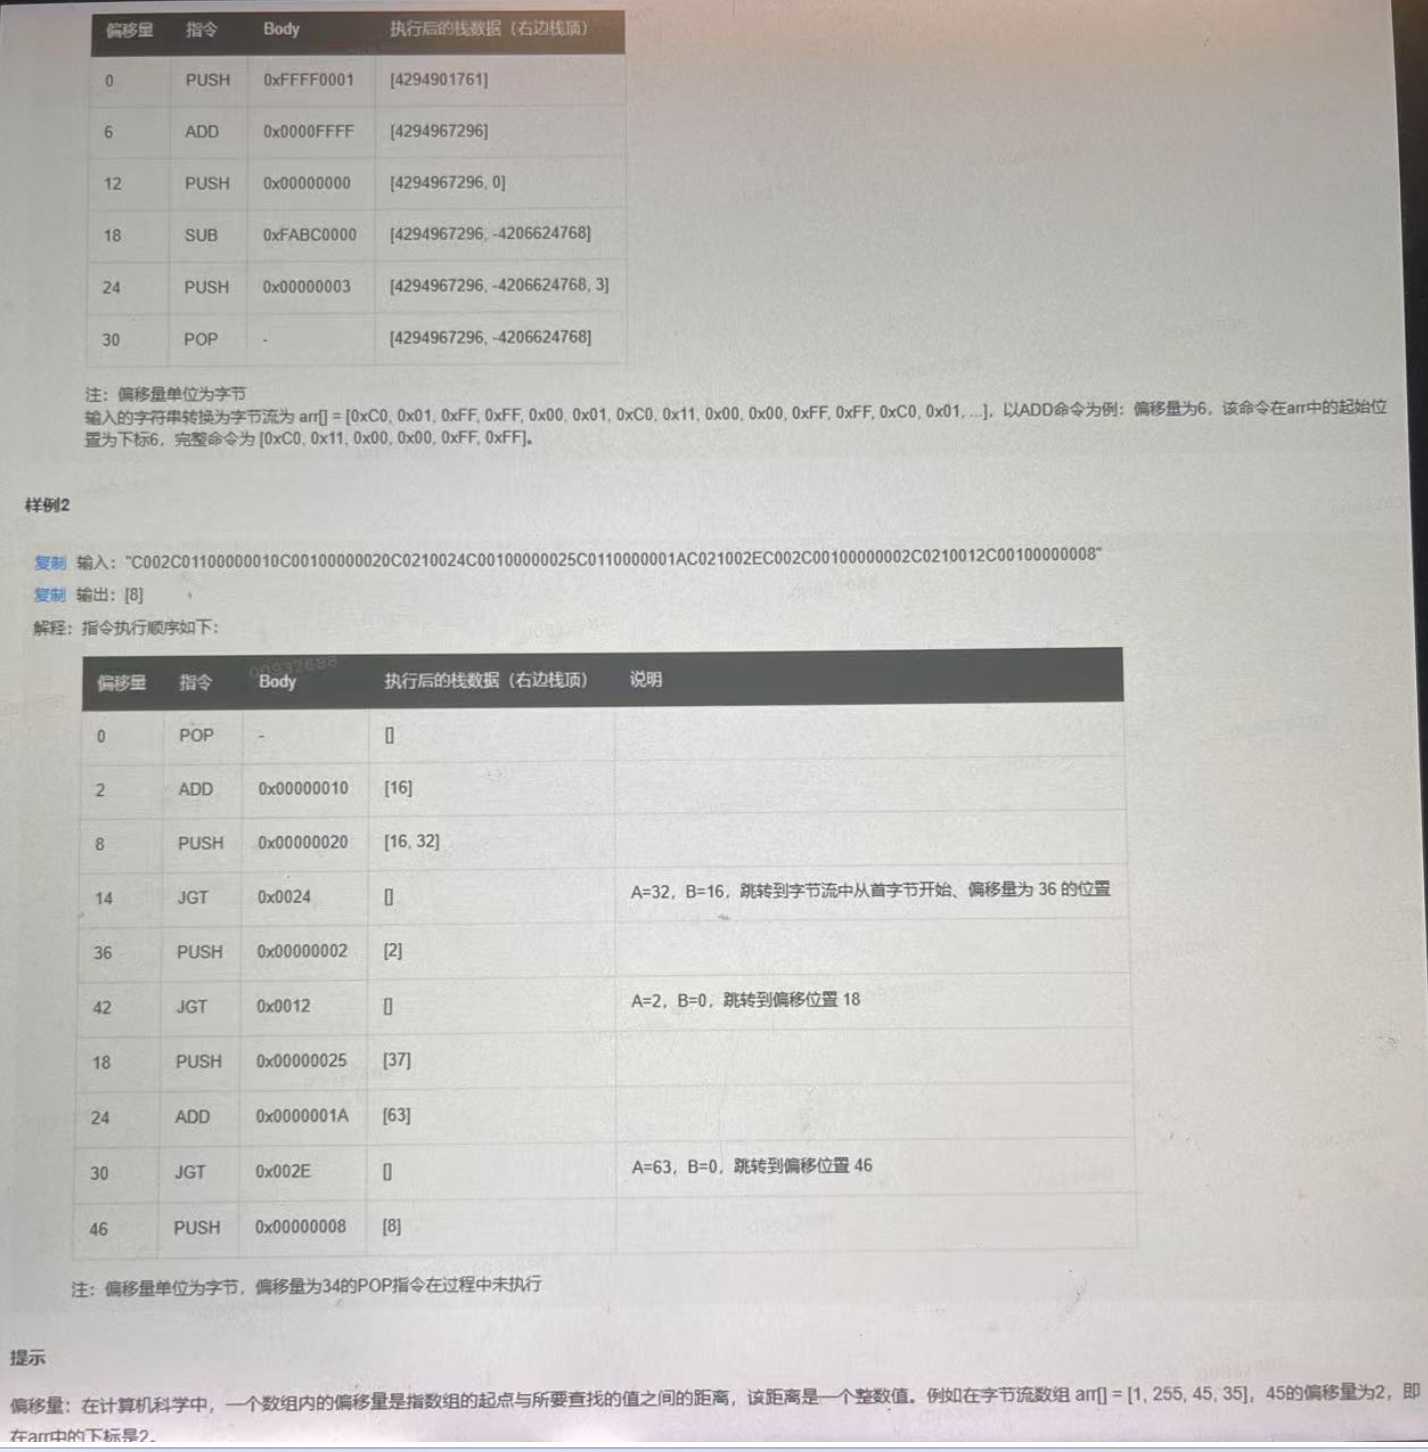 偏移量 指令 Body 执行后的栈数据（右边栈顶）
0 PUSH 0xFFFF0001 [4294901761]
6 ADD 0x0000FFFF [4294967296]
12 PUSH 0x00000000 [4294967296, 0]
18 SUB 0xFABC0000 [4294967296, -4206624768]
24 PUSH 0x00000003 [4294967296, -4206624768, 3]
30 POP - [4294967296, -4206624768]
注：偏移量单位为字节
输入的字符串转换为字节流为 arr[] = [0xC0, 0x01, 0xFF, 0xFF, 0x00, 0x01, 0xC0, 0x11, 0x00, 0x00, 0xFF, 0xFF, 0xC0, 0x01, ...]，以ADD命令为例：偏移量为6，该命令在arr中的起始位
置为下标6，完整命令为 [0xC0, 0x11, 0x00, 0x00, 0xFF, 0xFF]。
样例2
复制 输入："C002C01100000010C00100000020C0210024C00100000025C0110000001AC021002EC002C00100000002C0210012C00100000008"
复制 输出：[8]
解释：指令执行顺序如下：
偏移量 指令 Body 执行后的栈数据（右边栈顶） 说明
0 POP - []
2 ADD 0x00000010 [16]
8 PUSH 0x00000020 [16, 32]
14 JGT 0x0024 [] A=32，B=16，跳转到字节流中从首字节开始、偏移量为 36 的位置
36 PUSH 0x00000002 [2]
42 JGT 0x0012 [] A=2，B=0，跳转到偏移位置 18
18 PUSH 0x00000025 [37]
24 ADD 0x0000001A [63]
30 JGT 0x002E [] A=63，B=0，跳转到偏移位置 46
46 PUSH 0x00000008 [8]
注：偏移量单位为字节，偏移量为34的POP指令在过程中未执行
提示
偏移量：在计算机科学中，一个数组内的偏移量是指数组的起点与所要查找的值之间的距离，该距离是一个整数值。例如在字节流数组 arr[] = [1, 255, 45, 35]，45的偏移量为2，即
在arr中的下标是2。